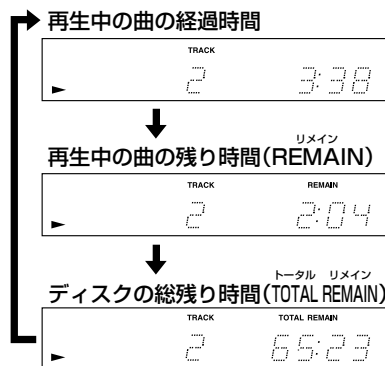 再生中の曲の経過時間
TRACK
2 3:38
リメイン
再生中の曲の残り時間(REMAIN)
TRACK REMAIN
2 2:04
トータル リメイン
ディスクの総残り時間(TOTAL REMAIN)
TRACK TOTAL REMAIN
2 65:23